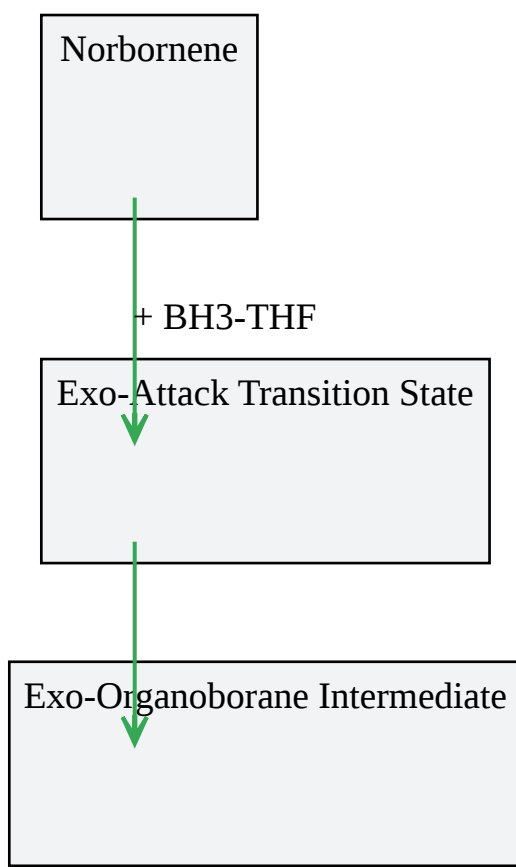 Norbornene
+ BH3-THF
Exo-Attack Transition State
Exo-Organoborane Intermediate